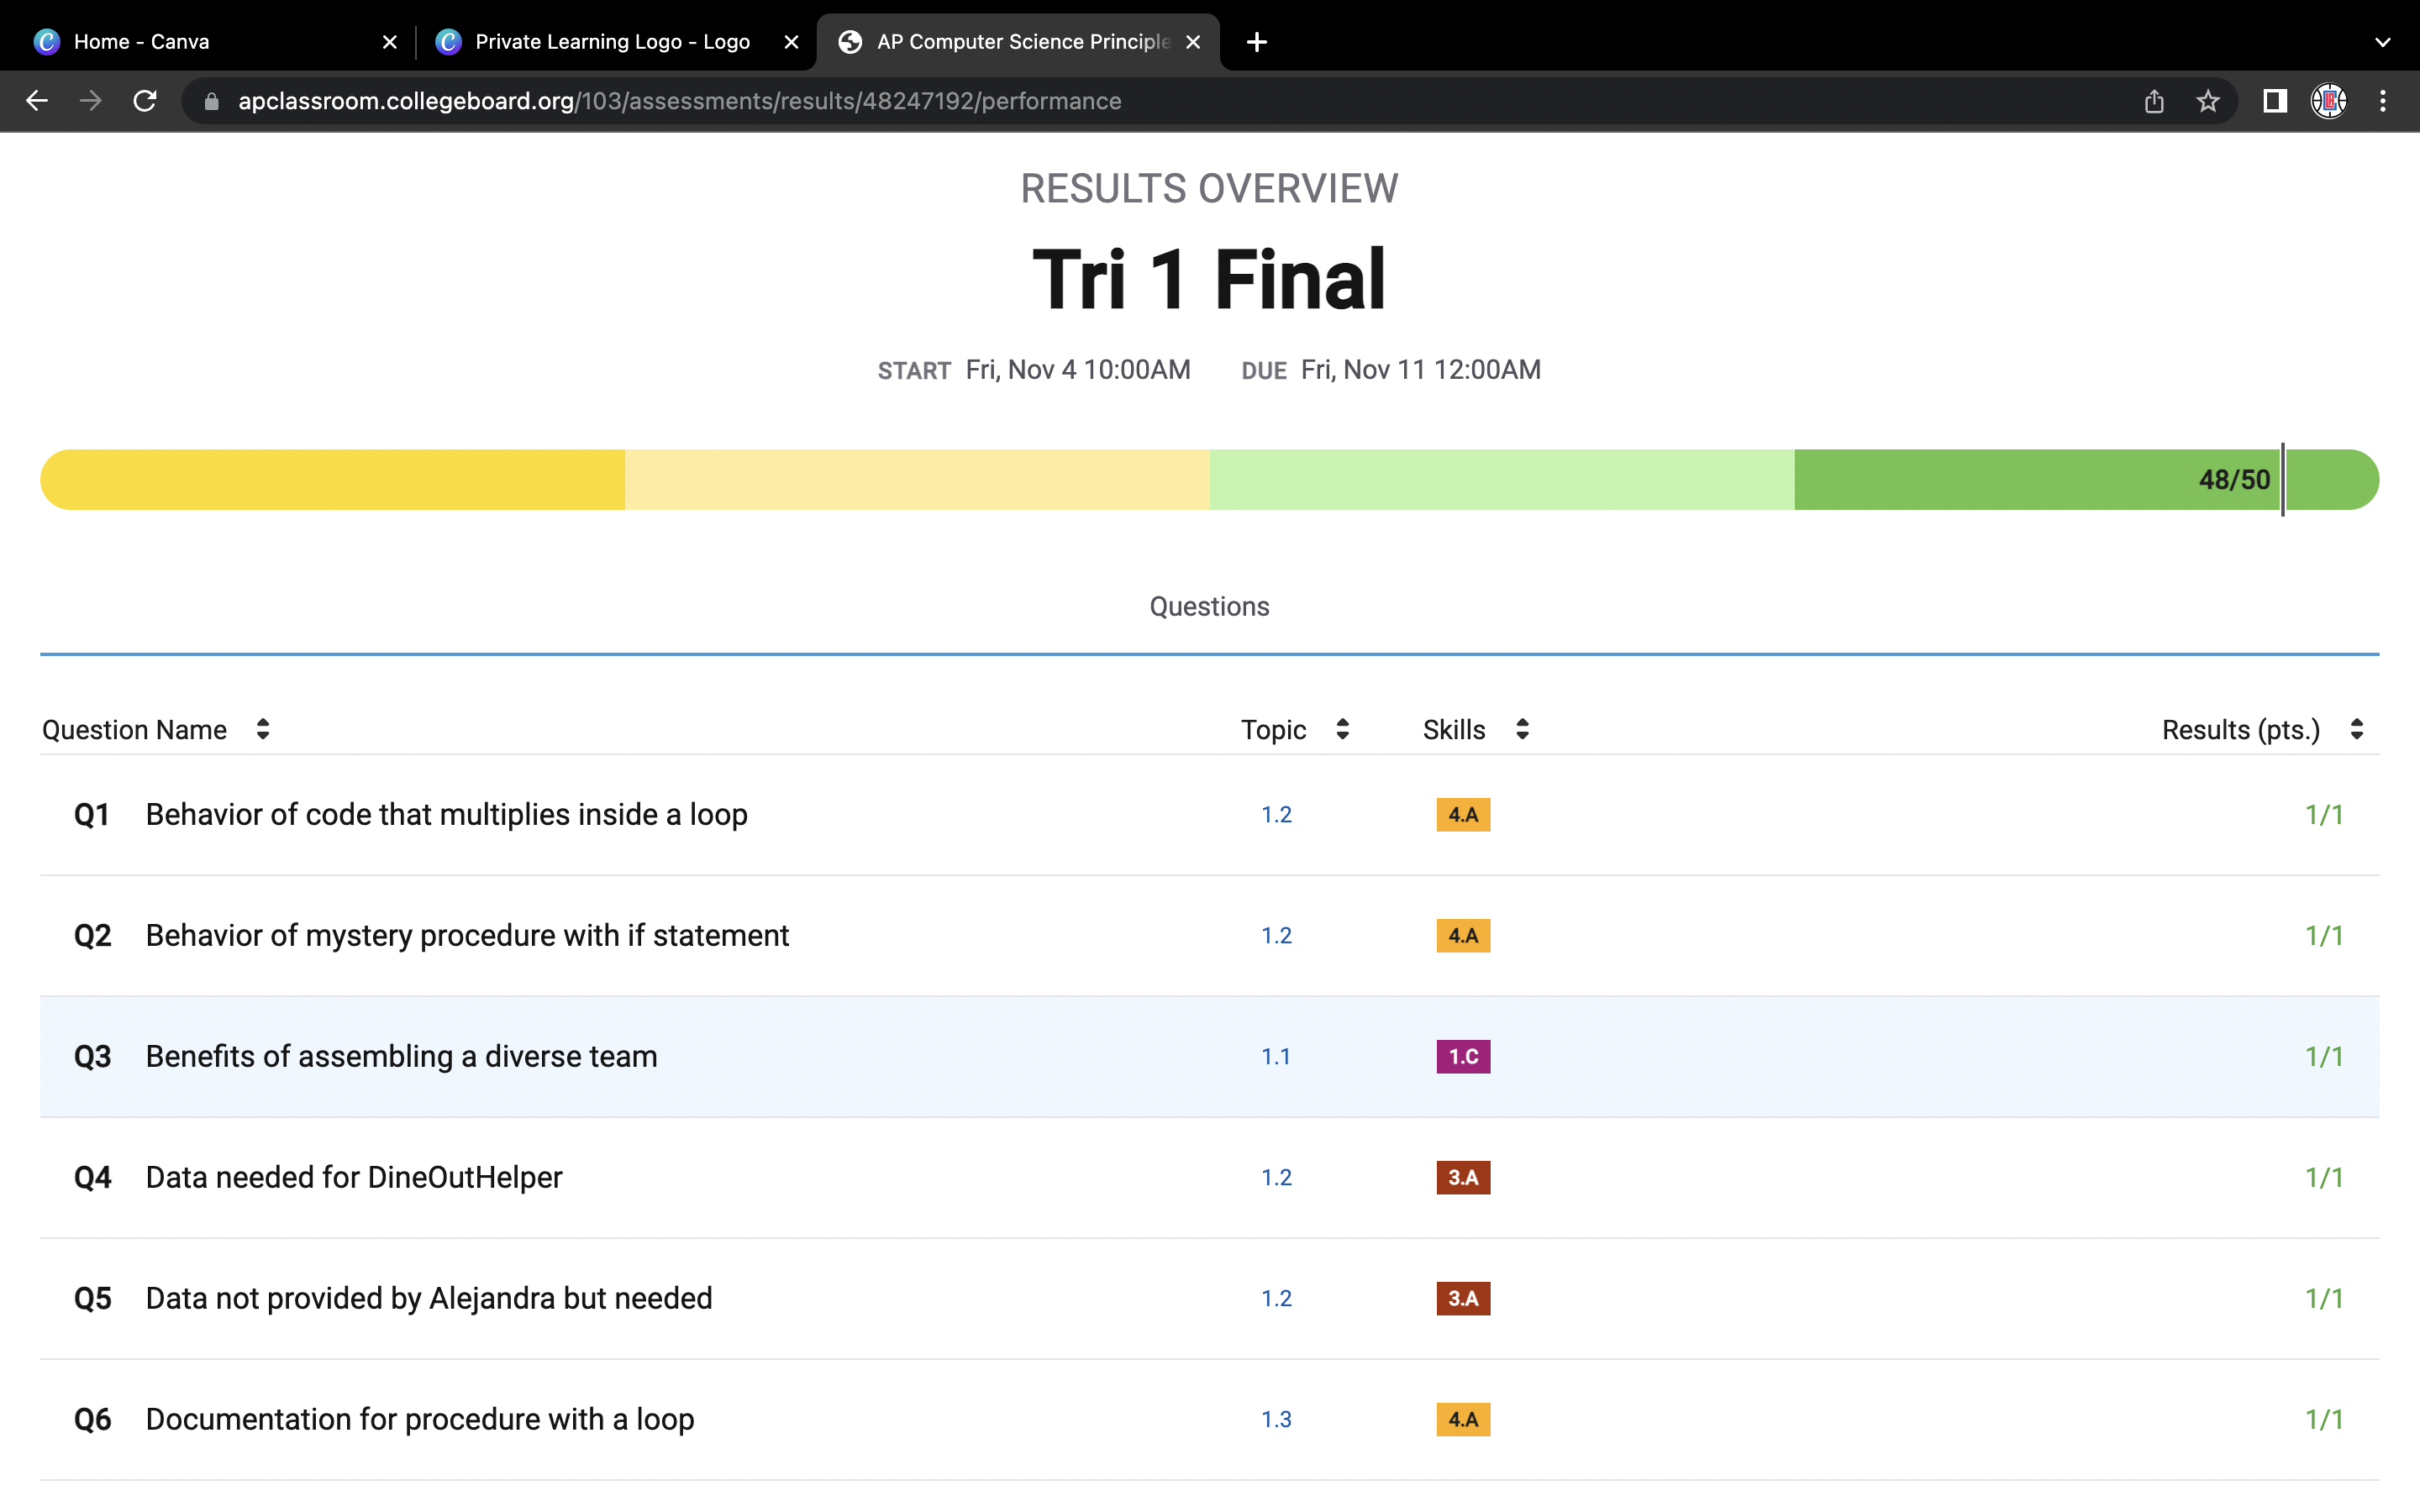 Home - Canva
Private Learning Logo - Logo
AP Computer Science Principle
apclassroom.collegeboard.org/103/assessments/results/48247192/performance
RESULTS OVERVIEW
Tri 1 Final
START Fri, Nov 4 10:00AM DUE Fri, Nov 11 12:00AM
48/50
Questions
Question Name Topic Skills Results (pts.)
Q1 Behavior of code that multiplies inside a loop 1.2 4.A 1/1
Q2 Behavior of mystery procedure with if statement 1.2 4.A 1/1
Q3 Benefits of assembling a diverse team 1.1 1.C 1/1
Q4 Data needed for DineOutHelper 1.2 3.A 1/1
Q5 Data not provided by Alejandra but needed 1.2 3.A 1/1
Q6 Documentation for procedure with a loop 1.3 4.A 1/1